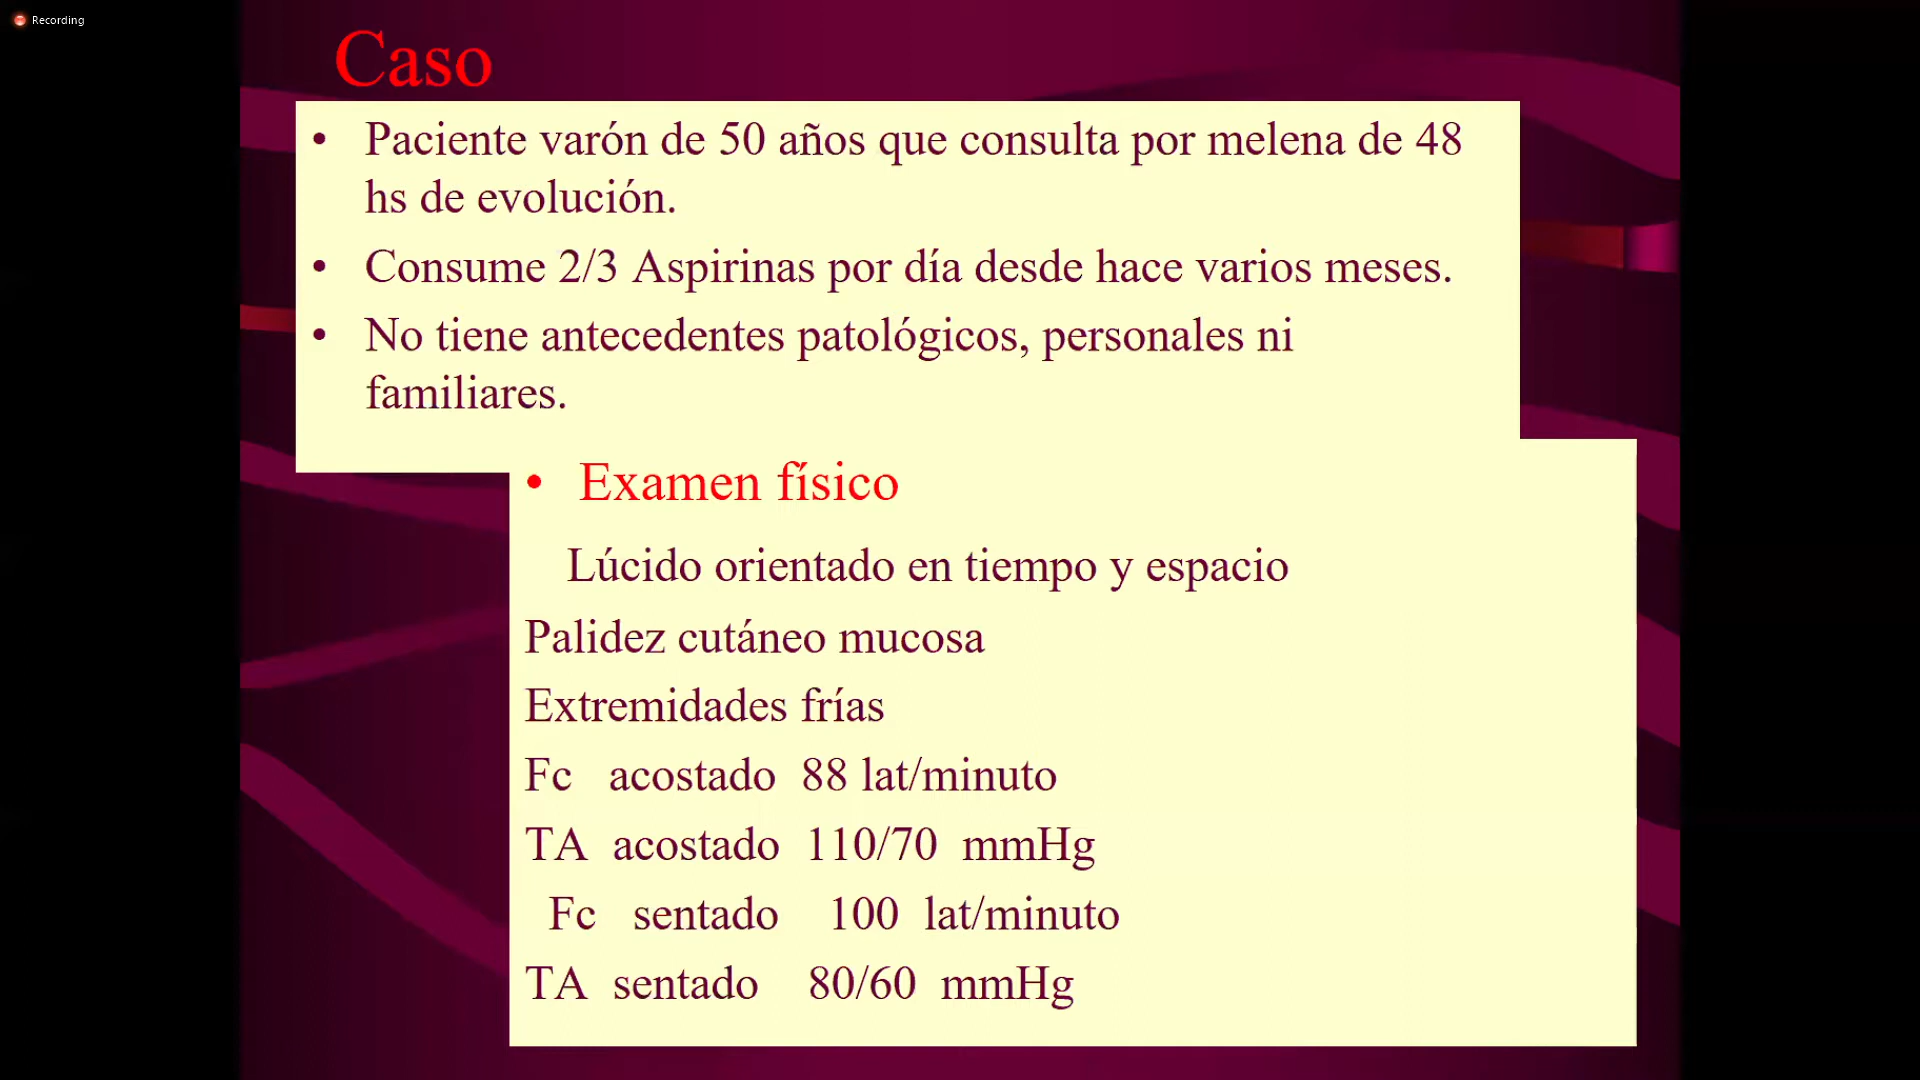 Recording
Caso
• Paciente varón de 50 años que consulta por melena de 48
hs de evolución.
• Consume 2/3 Aspirinas por día desde hace varios meses.
• No tiene antecedentes patológicos, personales ni
familiares.
• Examen físico
Lúcido orientado en tiempo y espacio
Palidez cutáneo mucosa
Extremidades frías
Fc acostado 88 lat/minuto
TA acostado 110/70 mmHg
Fc sentado 100 lat/minuto
TA sentado 80/60 mmHg